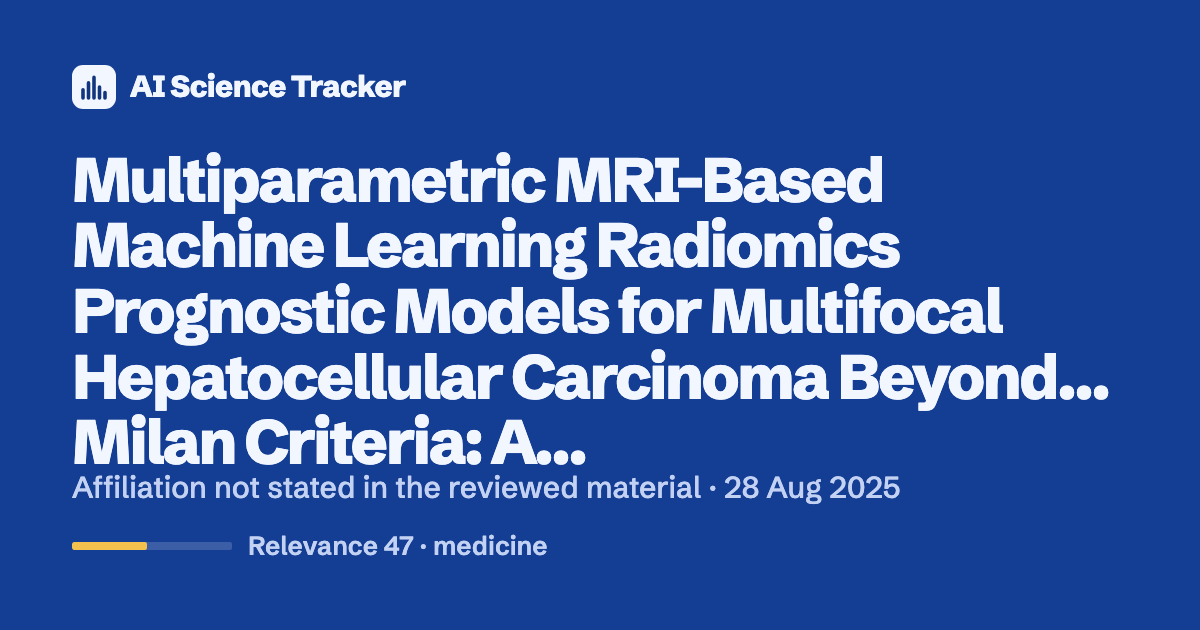 AI Science Tracker
Multiparametric MRI-Based
Machine Learning Radiomics
Prognostic Models for Multifocal
Hepatocellular Carcinoma Beyond...
Milan Criteria: A...
Affiliation not stated in the reviewed material · 28 Aug 2025
Relevance 47 · medicine